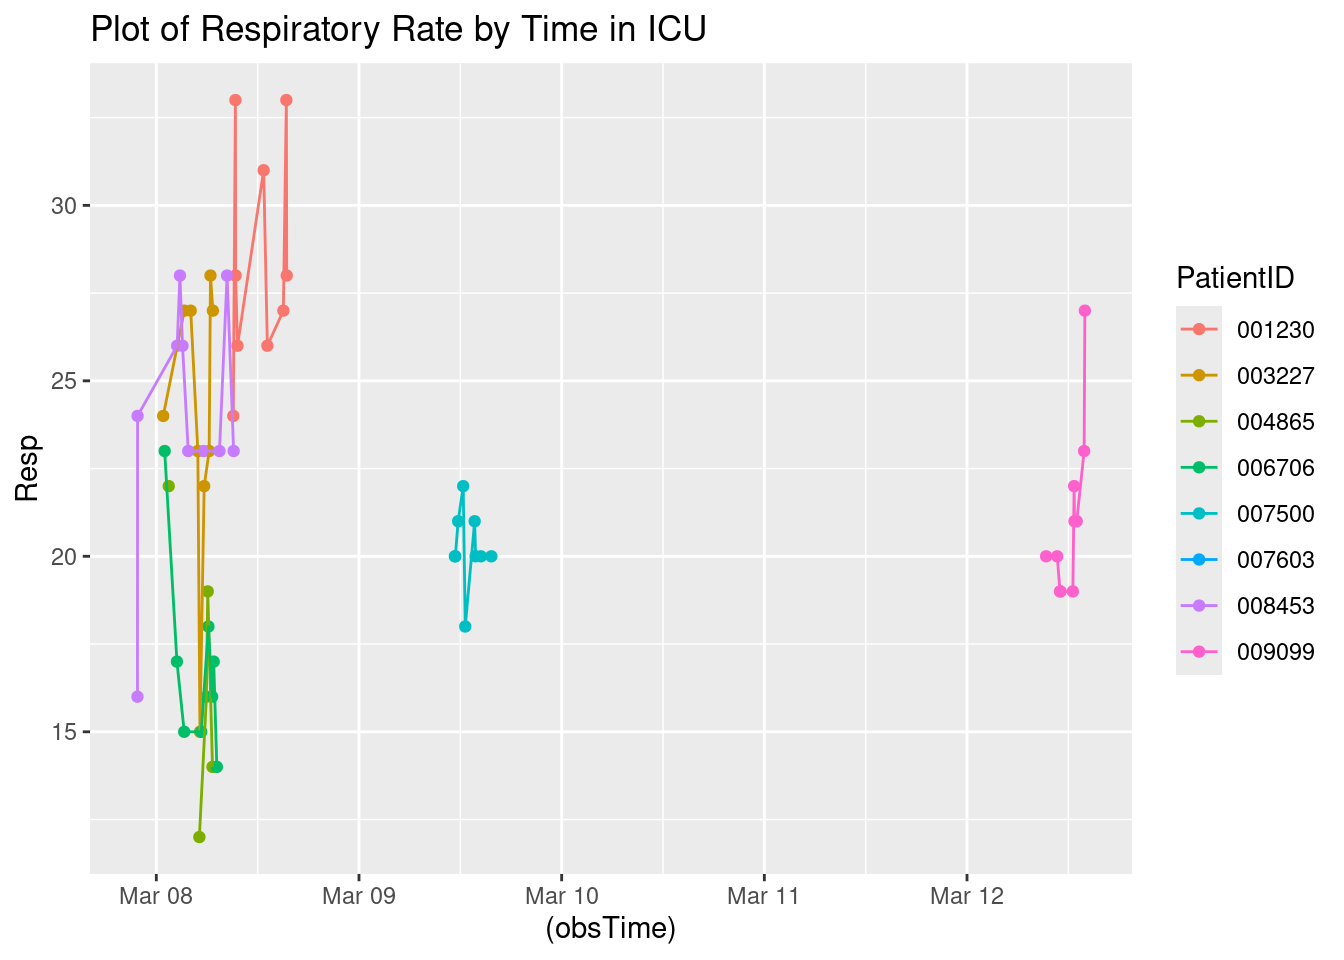 Plot of Respiratory Rate by Time in ICU
30
25
20
15
Resp
Mar 08
Mar 09
Mar 10
Mar 11
Mar 12
(obsTime)
PatientID
001230
003227
004865
006706
007500
007603
008453
009099